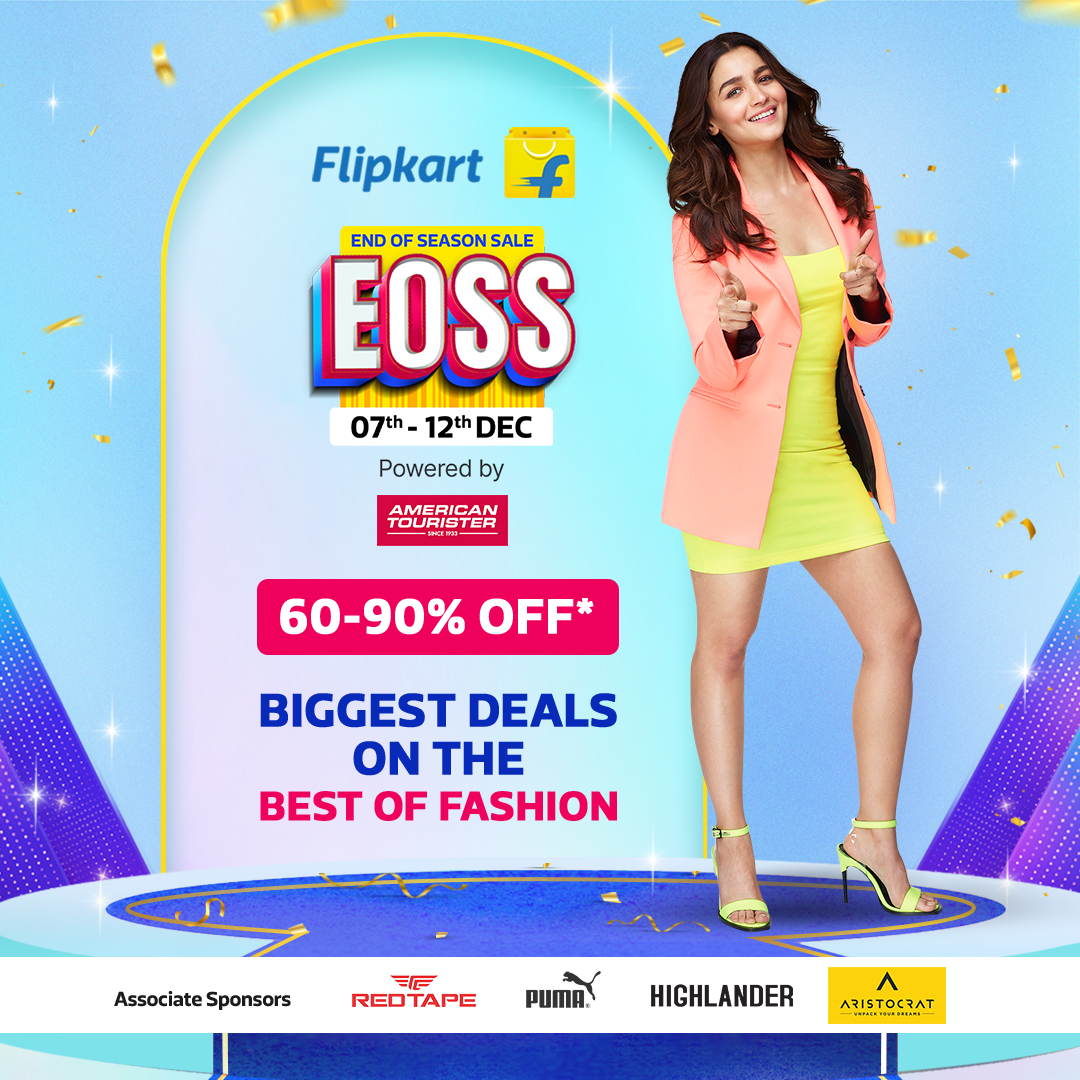 Flipkart
END OF SEASON SALE
EOSS
07th - 12th DEC
Powered by
AMERICAN
TOURISTER
SINCE 1933
60-90% OFF*
BIGGEST DEALS
ON THE
BEST OF FASHION
Associate Sponsors
REDTAPE
PUMA®
HIGHLANDER
ARISTOCRAT
UNPACK YOUR DREAMS